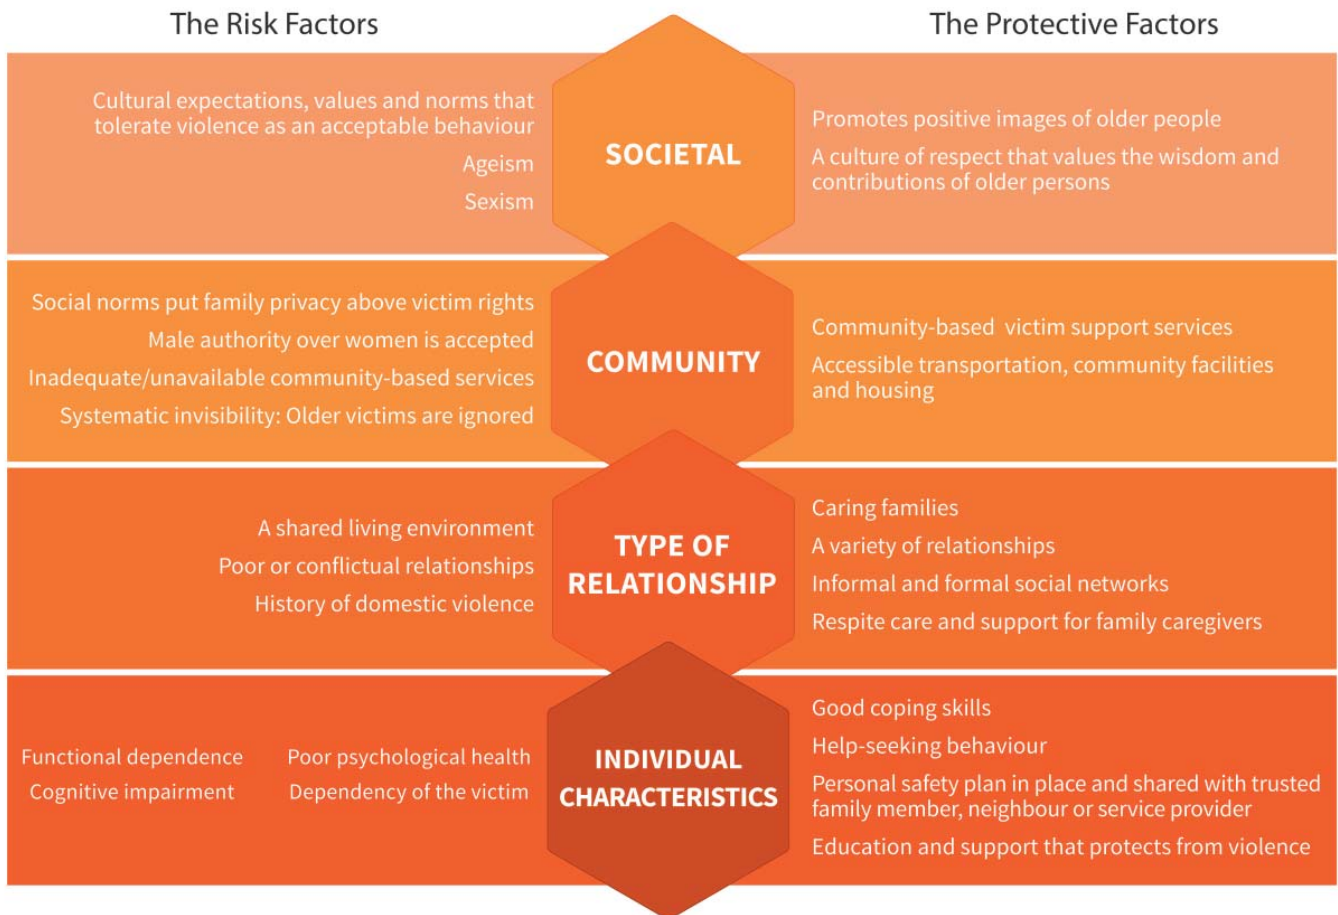 The Risk Factors
The Protective Factors
Cultural expectations, values and norms that
tolerate violence as an acceptable behaviour
Ageism
Sexism
SOCIETAL
Promotes positive images of older people
A culture of respect that values the wisdom and
contributions of older persons
Social norms put family privacy above victim rights
Male authority over women is accepted
Inadequate/unavailable community-based services
Systematic invisibility: Older victims are ignored
COMMUNITY
Community-based victim support services
Accessible transportation, community facilities
and housing
A shared living environment
Poor or conflictual relationships
History of domestic violence
TYPE OF
RELATIONSHIP
Caring families
A variety of relationships
Informal and formal social networks
Respite care and support for family caregivers
Functional dependence
Cognitive impairment
Poor psychological health
Dependency of the victim
INDIVIDUAL
CHARACTERISTICS
Good coping skills
Help-seeking behaviour
Personal safety plan in place and shared with trusted
family member, neighbour or service provider
Education and support that protects from violence